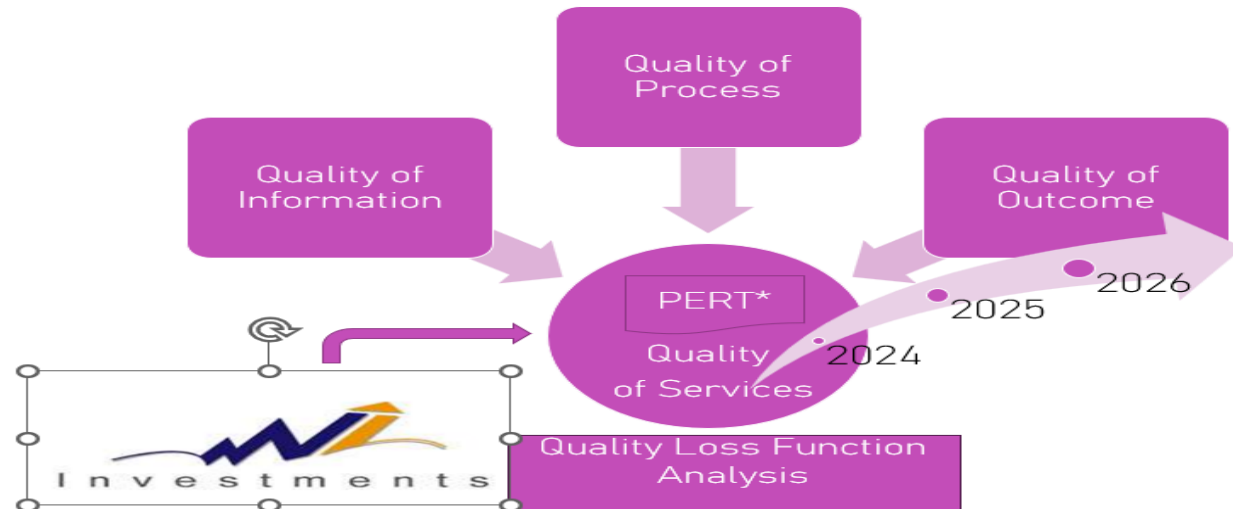 Quality of
Process
Quality of
Information
Quality of
Outcome
PERT*
Quality
of Services
2024
2025
2026
Investments
Quality Loss Function
Analysis